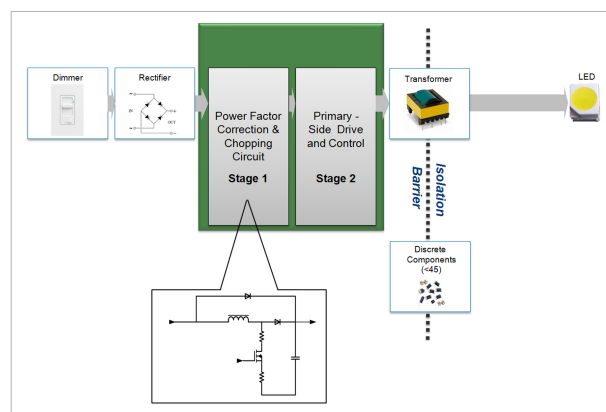 Dimmer
Rectifier
IN
OUT
Power Factor
Correction &
Chopping
Circuit
Stage 1
Primary -
Side Drive
and Control
Stage 2
Transformer
LED
Isolation
Barrier
Discrete
Components
(<45)